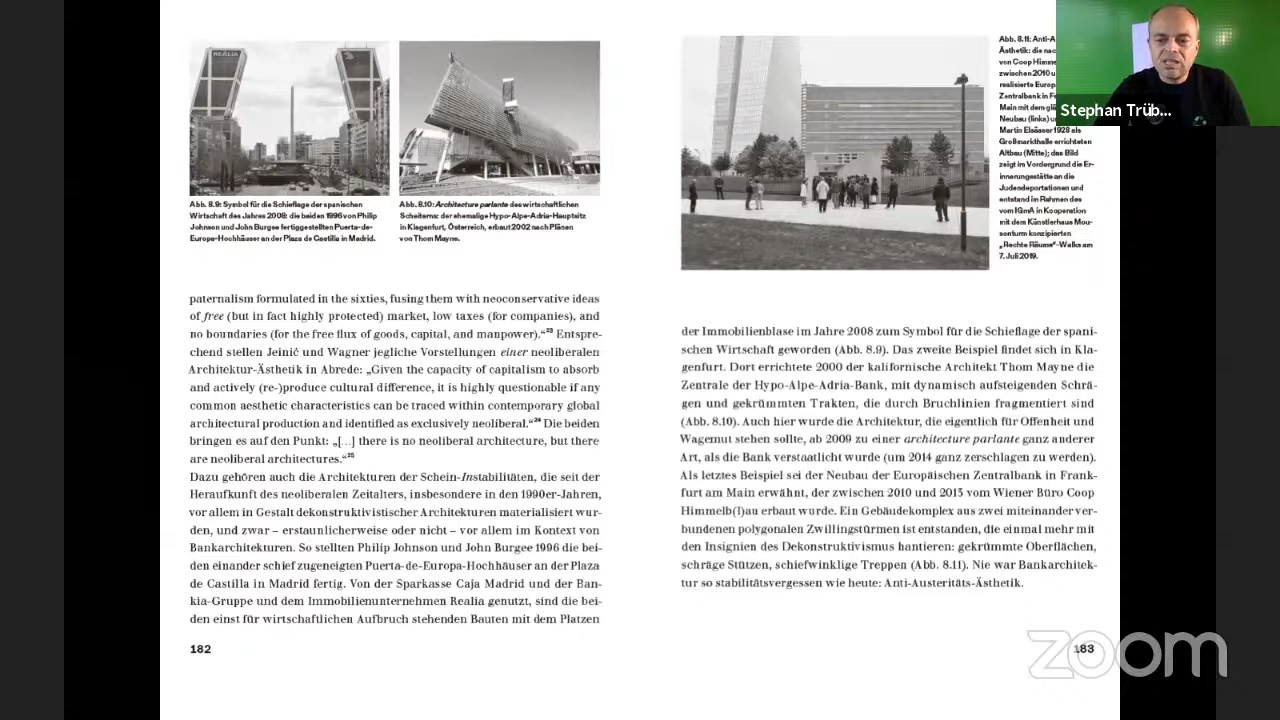 REALIA
Abb. 8.9: Symbol für die Schieflage der spanischen
Wirtschaft des Jahres 2008: die beiden 1996 von Philip
Johnson und John Burgee fertiggestellten Puerta-de-
Europa-Hochhäuser an der Plaza de Castilla in Madrid.
Abb. 8.10: Architecture parlante des wirtschaftlichen
Scheiterns: der ehemalige Hypo-Alpe-Adria-Hauptsitz
in Klagenfurt, Österreich, erbaut 2002 nach Plänen
von Thom Mayne.
paternalism formulated in the sixties, fusing them with neoconservative ideas
of free (but in fact highly protected) market, low taxes (for companies), and
no boundaries (for the free flux of goods, capital, and manpower).“²³ Entspre-
chend stellen Jeinić und Wagner jegliche Vorstellungen einer neoliberalen
Architektur-Ästhetik in Abrede: „Given the capacity of capitalism to absorb
and actively (re-)produce cultural difference, it is highly questionable if any
common aesthetic characteristics can be traced within contemporary global
architectural production and identified as exclusively neoliberal.“²⁴ Die beiden
bringen es auf den Punkt: „[…] there is no neoliberal architecture, but there
are neoliberal architectures.“²⁵
Dazu gehören auch die Architekturen der Schein-Instabilitäten, die seit der
Heraufkunft des neoliberalen Zeitalters, insbesondere in den 1990er-Jahren,
vor allem in Gestalt dekonstruktivistischer Architekturen materialisiert wur-
den, und zwar – erstaunlicherweise oder nicht – vor allem im Kontext von
Bankarchitekturen. So stellten Philip Johnson und John Burgee 1996 die bei-
den einander schief zugeneigten Puerta-de-Europa-Hochhäuser an der Plaza
de Castilla in Madrid fertig. Von der Sparkasse Caja Madrid und der Ban-
kia-Gruppe und dem Immobilienunternehmen Realia genutzt, sind die bei-
den einst für wirtschaftlichen Aufbruch stehenden Bauten mit dem Platzen
182
Abb. 8.11: Anti-A
Ästhetik: die nac
von Coop Himme
zwischen 2010 u
realisierte Europ
Zentralbank in F
Main mit dem gl
Neubau (links) u
Martin Elsässer 1928 als
Großmarkthalle errichteten
Altbau (Mitte); das Bild
zeigt im Vordergrund die Er-
innerungsstätte an die
Judendeportationen und
entstand im Rahmen des
vom IGmA in Kooperation
mit dem Künstlerhaus Mou-
sonturm konzipierten
„Rechte Räume“-Walks am
7. Juli 2019.
der Immobilienblase im Jahre 2008 zum Symbol für die Schieflage der spani-
schen Wirtschaft geworden (Abb. 8.9). Das zweite Beispiel findet sich in Kla-
genfurt. Dort errichtete 2000 der kalifornische Architekt Thom Mayne die
Zentrale der Hypo-Alpe-Adria-Bank, mit dynamisch aufsteigenden Schrä-
gen und gekrümmten Trakten, die durch Bruchlinien fragmentiert sind
(Abb. 8.10). Auch hier wurde die Architektur, die eigentlich für Offenheit und
Wagemut stehen sollte, ab 2009 zu einer architecture parlante ganz anderer
Art, als die Bank verstaatlicht wurde (um 2014 ganz zerschlagen zu werden).
Als letztes Beispiel sei der Neubau der Europäischen Zentralbank in Frank-
furt am Main erwähnt, der zwischen 2010 und 2015 vom Wiener Büro Coop
Himmelb(l)au erbaut wurde. Ein Gebäudekomplex aus zwei miteinander ver-
bundenen polygonalen Zwillingstürmen ist entstanden, die einmal mehr mit
den Insignien des Dekonstruktivismus hantieren: gekrümmte Oberflächen,
schräge Stützen, schiefwinklige Treppen (Abb. 8.11). Nie war Bankarchitek-
tur so stabilitätsvergessen wie heute: Anti-Austeritäts-Ästhetik.
183
Stephan Trüb...
zoom